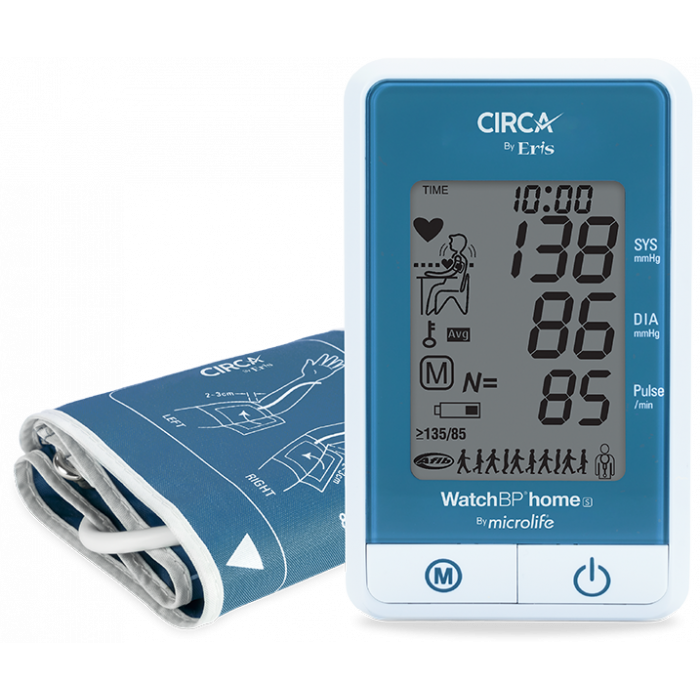 CIRCA
By Eris
TIME
10:00
138
SYS
mmHg
86
DIA
mmHg
Avg
M
N=
85
Pulse
/min
≥135/85
Afib
WatchBP® home S
By microlife
M
CIRCA
by Eris
2-3cm
LEFT
RIGHT